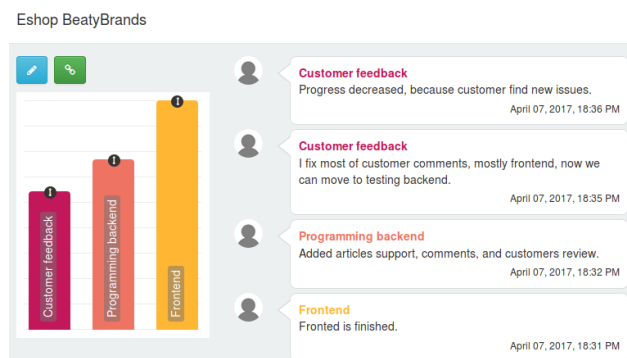 Eshop BeatyBrands
Customer feedback
Progress decreased, because customer find new issues.
April 07, 2017, 18:36 PM
Customer feedback
I fix most of customer comments, mostly frontend, now we
can move to testing backend.
April 07, 2017, 18:35 PM
Programming backend
Added articles support, comments, and customers review.
April 07, 2017, 18:32 PM
Frontend
Fronted is finished.
April 07, 2017, 18:31 PM
Customer feedback
Programming backend
Frontend